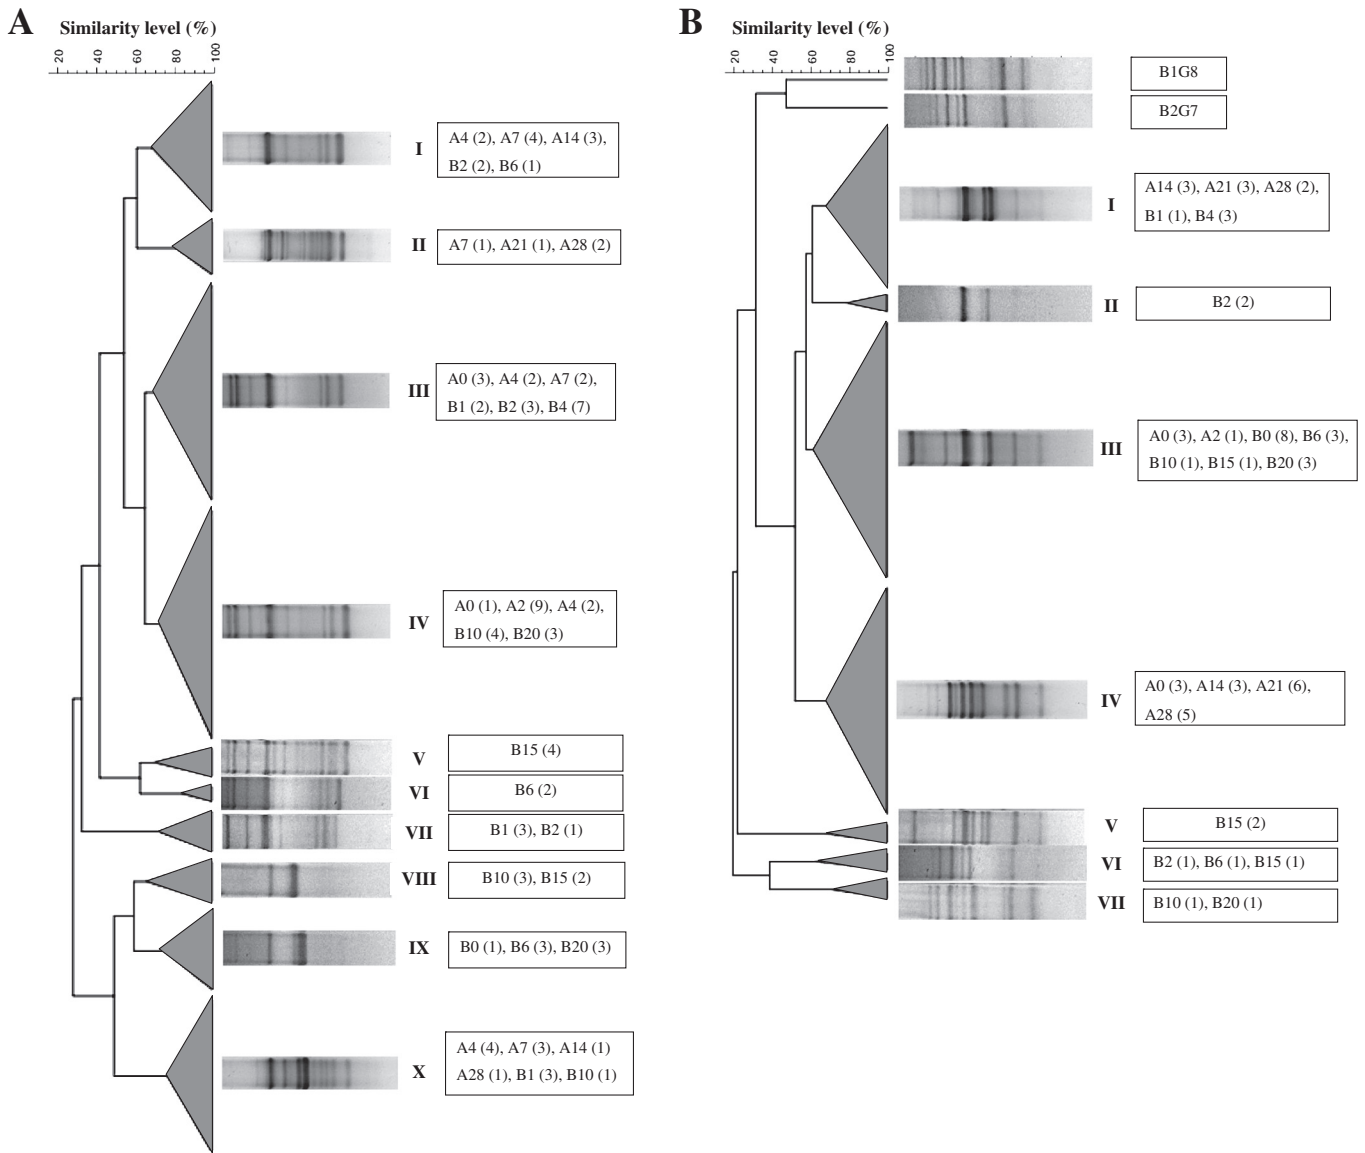 A
Similarity level (%)
20 40 60 80 100
I
A4 (2), A7 (4), A14 (3),
B2 (2), B6 (1)
II
A7 (1), A21 (1), A28 (2)
III
A0 (3), A4 (2), A7 (2),
B1 (2), B2 (3), B4 (7)
IV
A0 (1), A2 (9), A4 (2),
B10 (4), B20 (3)
V
B15 (4)
VI
B6 (2)
VII
B1 (3), B2 (1)
VIII
B10 (3), B15 (2)
IX
B0 (1), B6 (3), B20 (3)
X
A4 (4), A7 (3), A14 (1)
A28 (1), B1 (3), B10 (1)
B
Similarity level (%)
20 40 60 80 100
B1G8
B2G7
I
A14 (3), A21 (3), A28 (2),
B1 (1), B4 (3)
II
B2 (2)
III
A0 (3), A2 (1), B0 (8), B6 (3),
B10 (1), B15 (1), B20 (3)
IV
A0 (3), A14 (3), A21 (6),
A28 (5)
V
B15 (2)
VI
B2 (1), B6 (1), B15 (1)
VII
B10 (1), B20 (1)